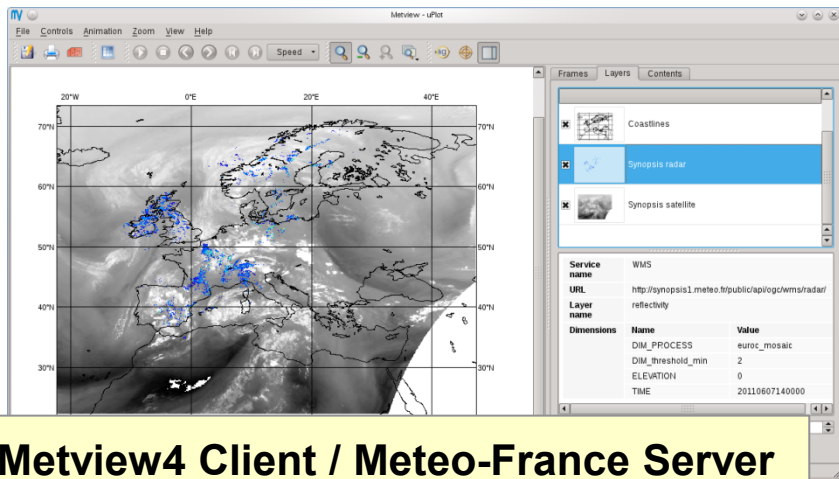 Metview - uPlot
File Controls Animation Zoom View Help
Speed
Frames Layers Contents
20°W 0°E 20°E 40°E
70°N 70°N
60°N 60°N
50°N 50°N
40°N 40°N
30°N 30°N
Coastlines
Synopsis radar
Synopsis satellite
Service name WMS
URL http://synopsis1.meteo.fr/public/api/ogc/wms/radar/
Layer name reflectivity
Dimensions Name Value
DIM_PROCESS euroc_mosaic
DIM_threshold_min 2
ELEVATION 0
TIME 20110607140000
Metview4 Client / Meteo-France Server